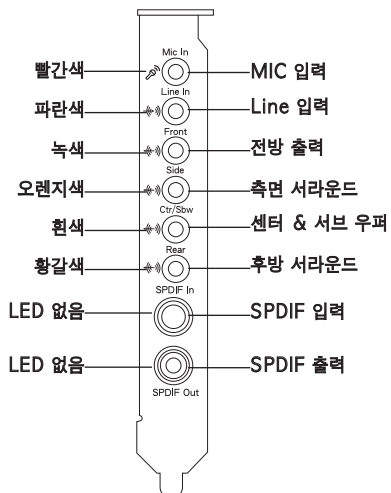 Mic In
빨간색
MIC 입력
Line In
파란색
Line 입력
Front
녹색
전방 출력
Side
오렌지색
측면 서라운드
Ctr/Sbw
흰색
센터 & 서브 우퍼
Rear
황갈색
후방 서라운드
SPDIF In
LED 없음
SPDIF 입력
LED 없음
SPDIF 출력
SPDIF Out